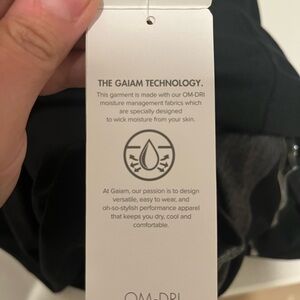 THE GAIAM TECHNOLOGY.
This garment is made with our OM-DRI
moisture management fabrics which
are specially designed
to wick moisture from your skin.
At Gaiam, our passion is to design
versatile, easy to wear, and
oh-so-stylish performance apparel
that keeps you dry, cool and
comfortable.
OM-DRI